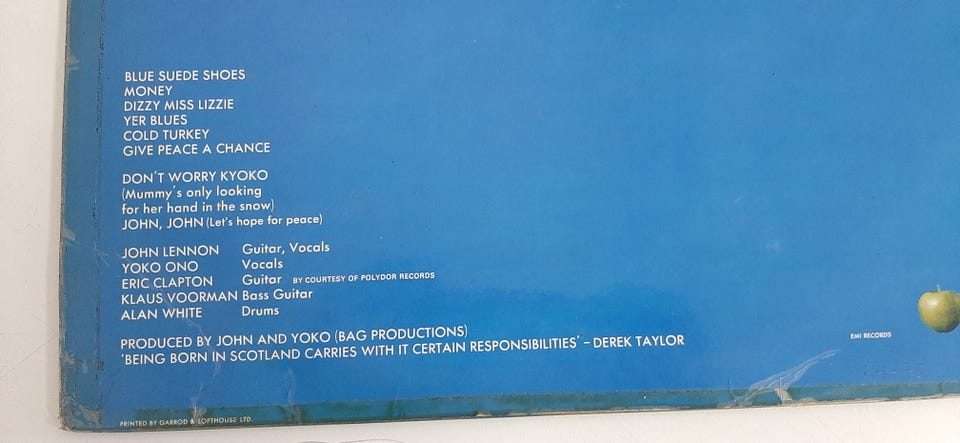 BLUE SUEDE SHOES
MONEY
DIZZY MISS LIZZIE
YER BLUES
COLD TURKEY
GIVE PEACE A CHANCE
DON'T WORRY KYOKO
(Mummy's only looking
for her hand in the snow)
JOHN, JOHN (Let's hope for peace)
JOHN LENNON Guitar, Vocals
YOKO ONO Vocals
ERIC CLAPTON Guitar BY COURTESY OF POLYDOR RECORDS
KLAUS VOORMAN Bass Guitar
ALAN WHITE Drums
PRODUCED BY JOHN AND YOKO (BAG PRODUCTIONS)
'BEING BORN IN SCOTLAND CARRIES WITH IT CERTAIN RESPONSIBILITIES' – DEREK TAYLOR
EMI RECORDS
PRINTED BY GARROD & LOFTHOUSE LTD.